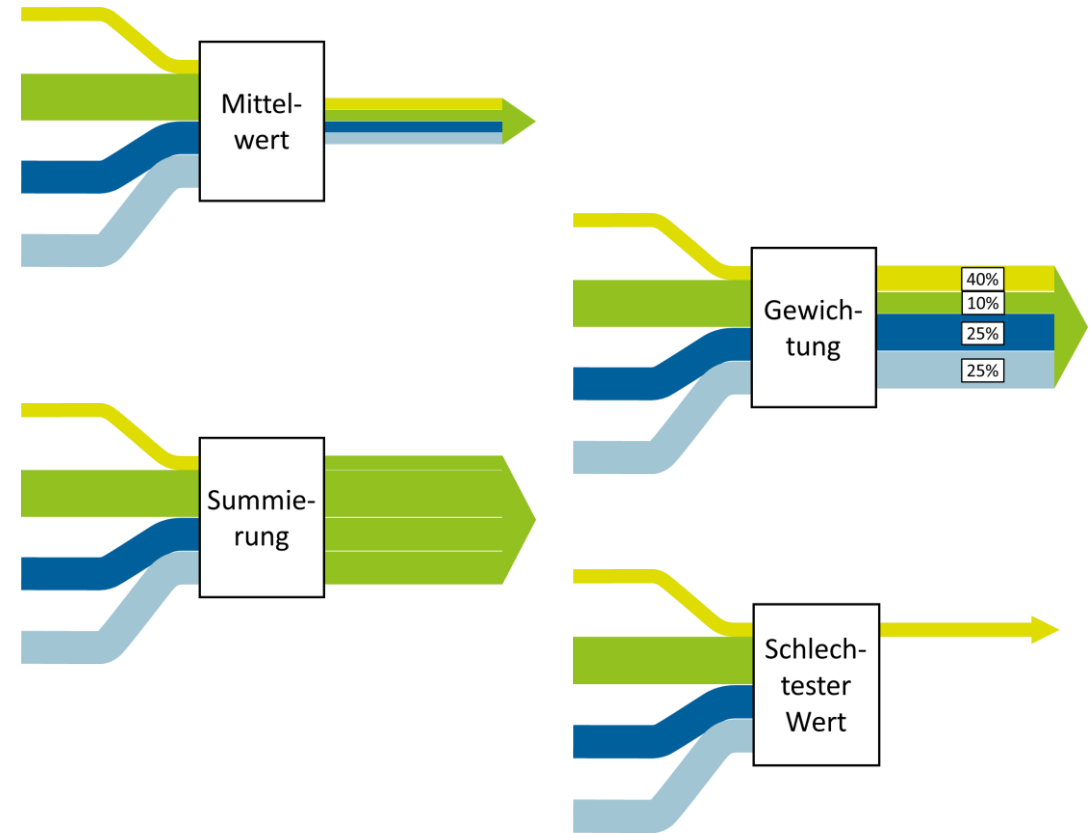 Mittel-
wert
Gewich-
tung
40%
10%
25%
25%
Summie-
rung
Schlech-
tester
Wert